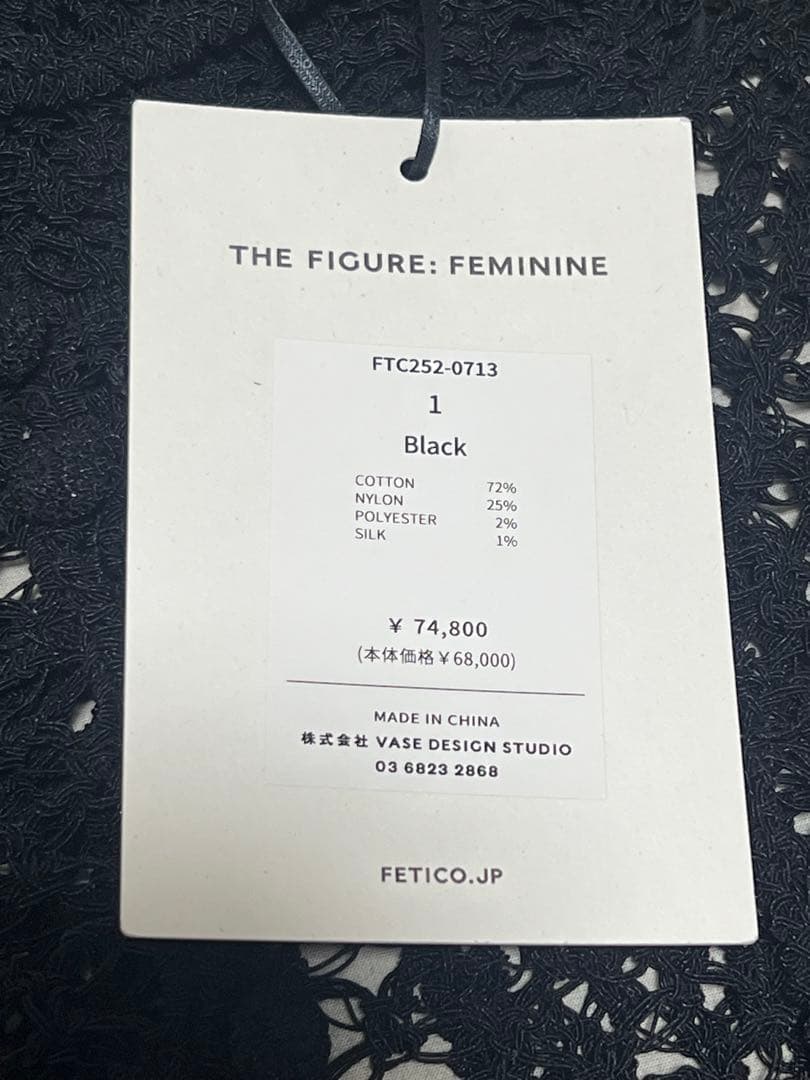 THE FIGURE: FEMININE
FTC252-0713
1
Black
COTTON 72%
NYLON 25%
POLYESTER 2%
SILK 1%
¥ 74,800
(本体価格¥68,000)
MADE IN CHINA
株式会社 VASE DESIGN STUDIO
03 6823 2868
FETICO.JP